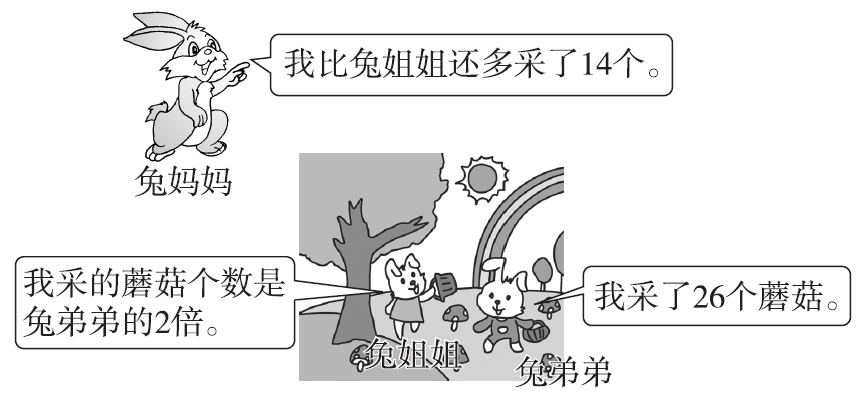 我比兔姐姐还多采了14个。
兔妈妈
我采的蘑菇个数是
兔弟弟的2倍。
我采了26个蘑菇。
兔姐姐
兔弟弟